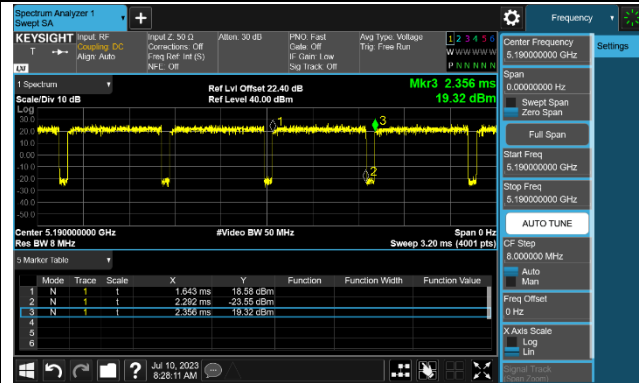 Spectrum Analyzer 1
Swept SA
Frequency
KEYSIGHT
Input: RF
Coupling: DC
Align: Auto
Input Z: 50 Ω
Corrections: Off
Freq Ref: Int (S)
NFE: Off
Atten: 30 dB
PNO: Fast
Gate: Off
IF Gain: Low
Sig Track: Off
Avg Type: Voltage
Trig: Free Run
1 2 3 4 5 6
W W W W W W
P N N N N N
T
LXI
1 Spectrum
Scale/Div 10 dB
Ref Lvl Offset 22.40 dB
Ref Level 40.00 dBm
Mkr3 2.356 ms
19.32 dBm
Log
30.0
20.0
10.0
0.00
-10.0
-20.0
-30.0
-40.0
-50.0
1
2
3
Center 5.190000000 GHz
Res BW 8 MHz
#Video BW 50 MHz
Span 0 Hz
Sweep 3.20 ms (4001 pts)
5 Marker Table
Mode Trace Scale X Y Function Function Width Function Value
1 N 1 t 1.643 ms 18.58 dBm
2 N 1 t 2.292 ms -23.55 dBm
3 N 1 t 2.356 ms 19.32 dBm
4
5
6
Jul 10, 2023
8:28:11 AM
Center Frequency
5.190000000 GHz
Settings
Span
0.00000000 Hz
Swept Span
Zero Span
Full Span
Start Freq
5.190000000 GHz
Stop Freq
5.190000000 GHz
AUTO TUNE
CF Step
8.000000 MHz
Auto
Man
Freq Offset
0 Hz
X Axis Scale
Log
Lin
Signal Track
(Span Zoom)